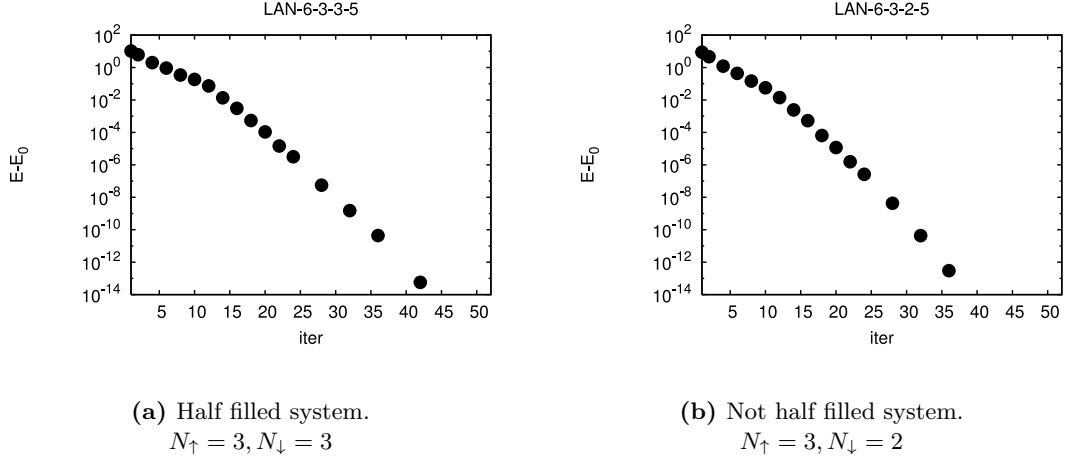 LAN-6-3-3-5
10^2
10^0
10^-2
10^-4
10^-6
10^-8
10^-10
10^-12
10^-14
E-E_0
5 10 15 20 25 30 35 40 45 50
iter
(a) Half filled system.
N↑ = 3, N↓ = 3
LAN-6-3-2-5
10^2
10^0
10^-2
10^-4
10^-6
10^-8
10^-10
10^-12
10^-14
E-E_0
5 10 15 20 25 30 35 40 45 50
iter
(b) Not half filled system.
N↑ = 3, N↓ = 2